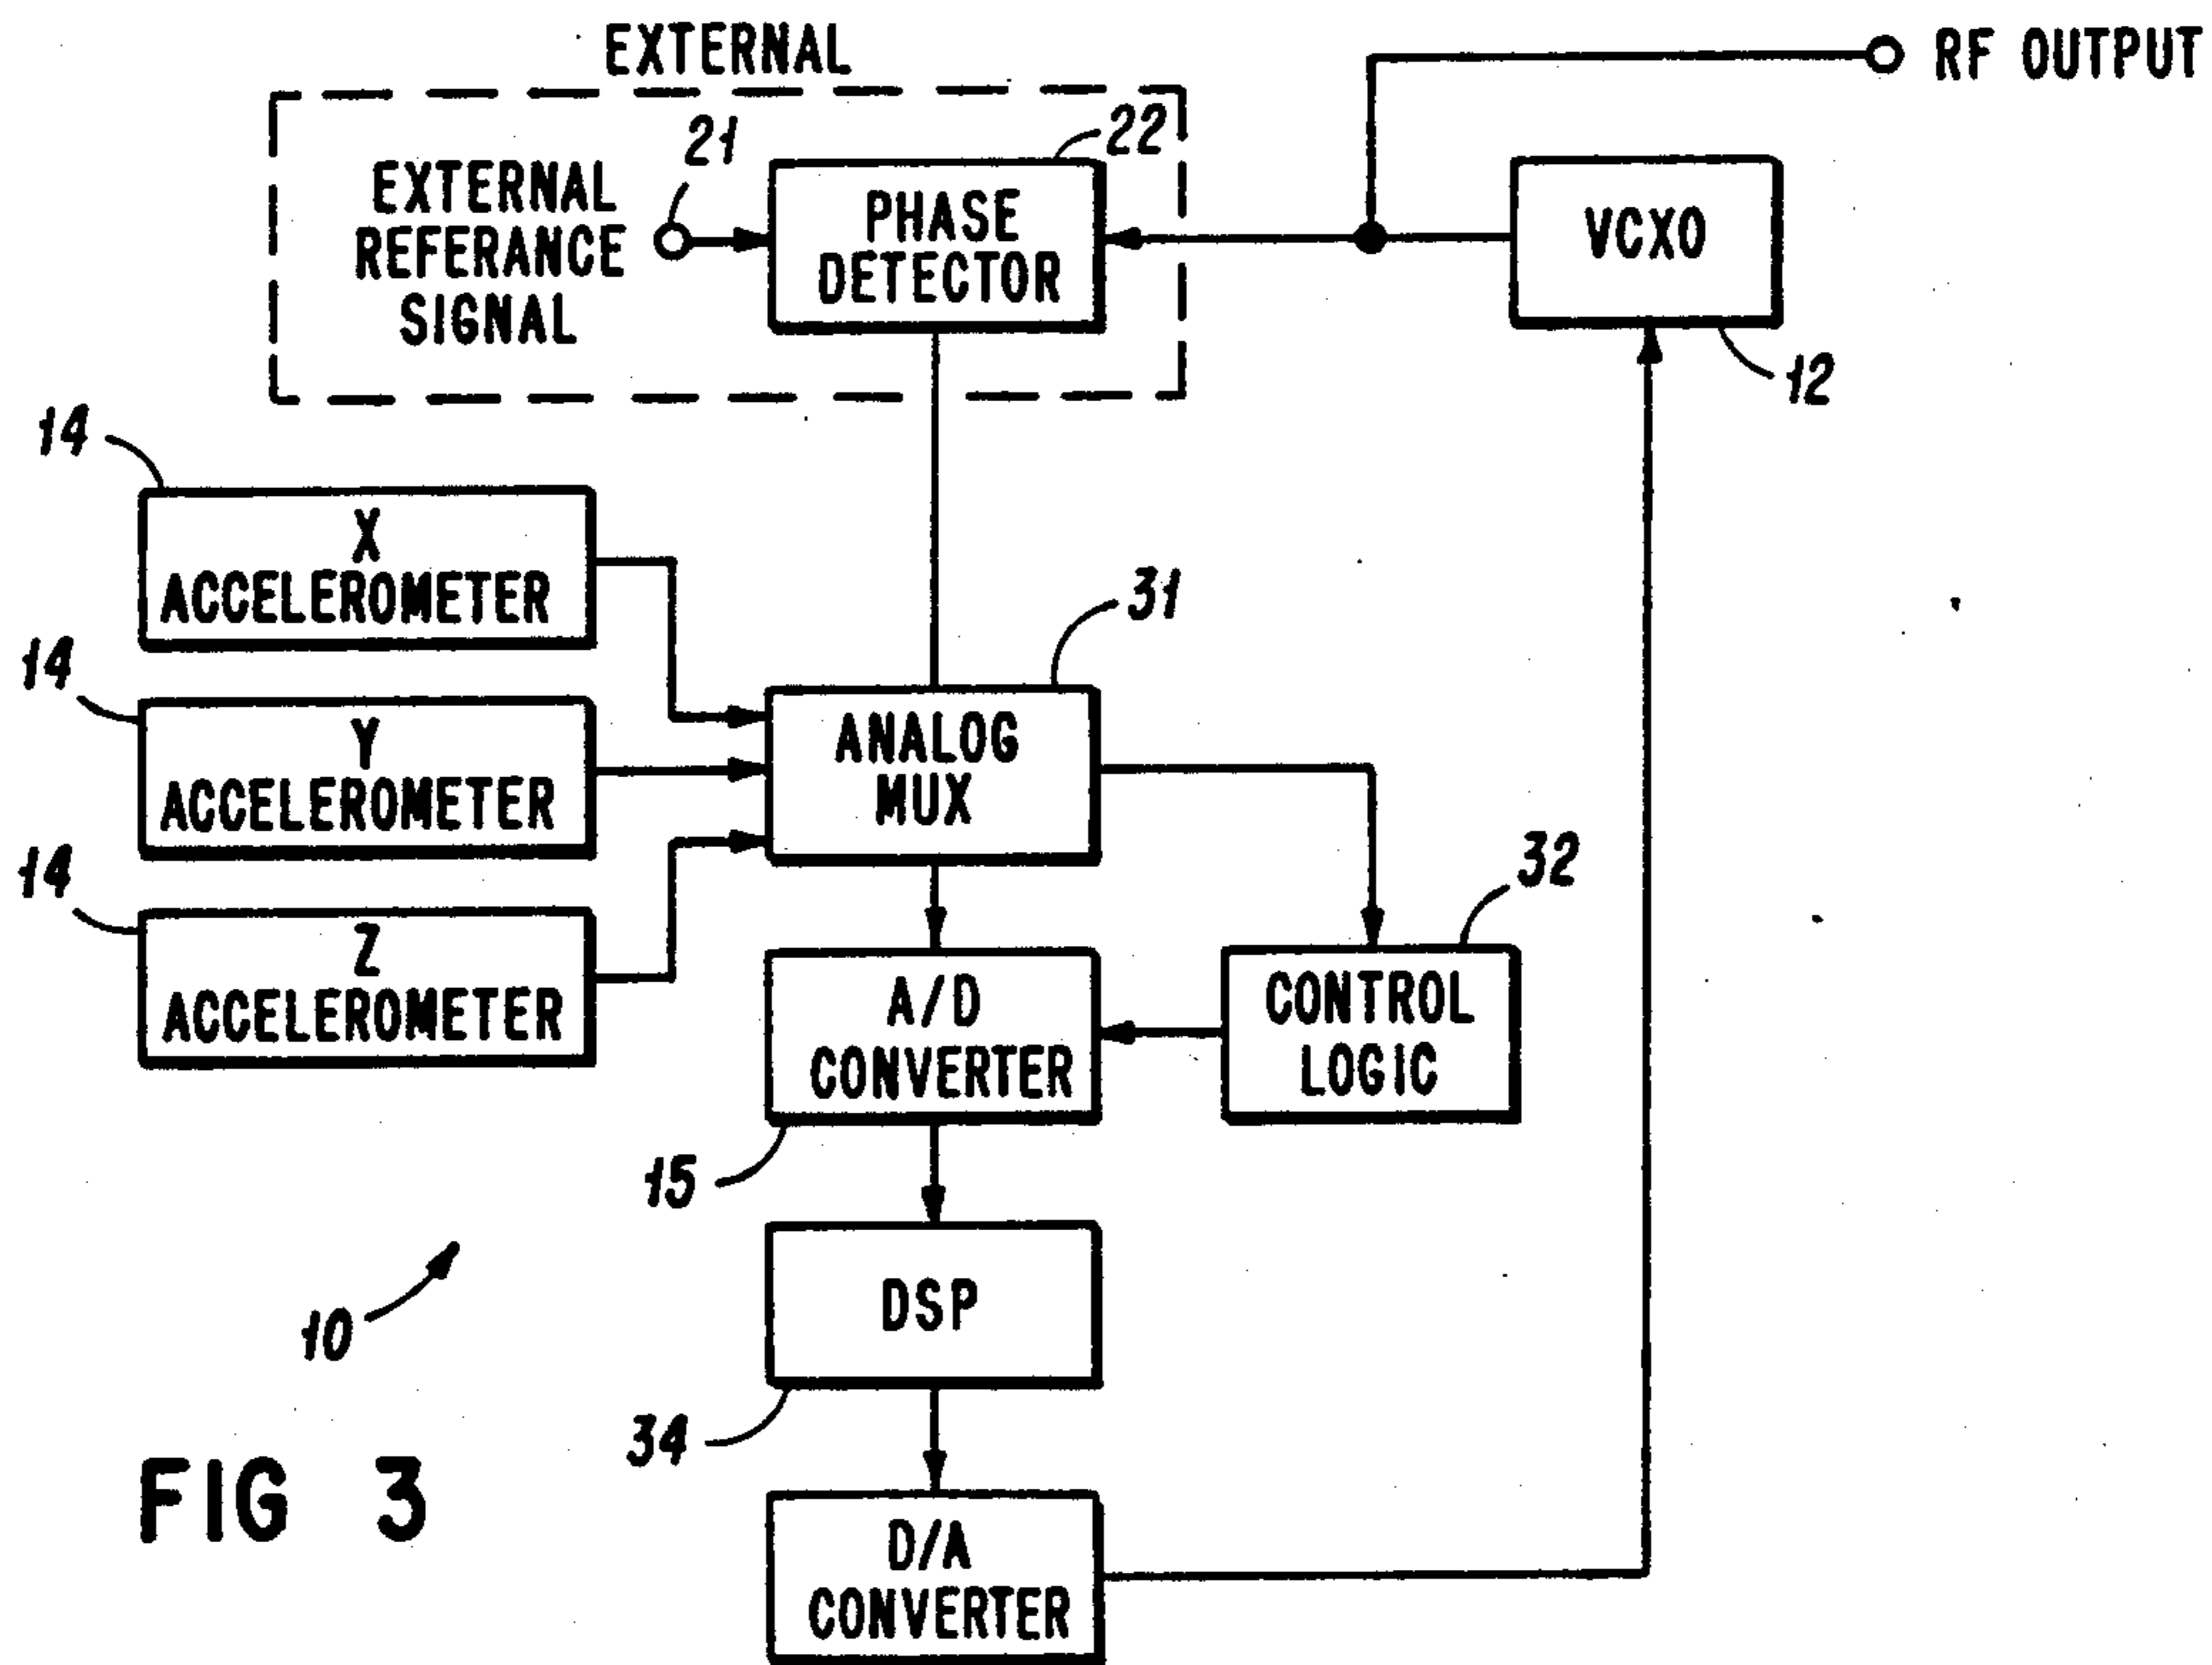 EXTERNAL
RF OUTPUT
21
22
EXTERNAL
REFERANCE
SIGNAL
PHASE
DETECTOR
VCXO
12
14
X
ACCELEROMETER
14
Y
ACCELEROMETER
14
Z
ACCELEROMETER
31
ANALOG
MUX
32
A/D
CONVERTER
CONTROL
LOGIC
15
10
DSP
34
D/A
CONVERTER
FIG 3